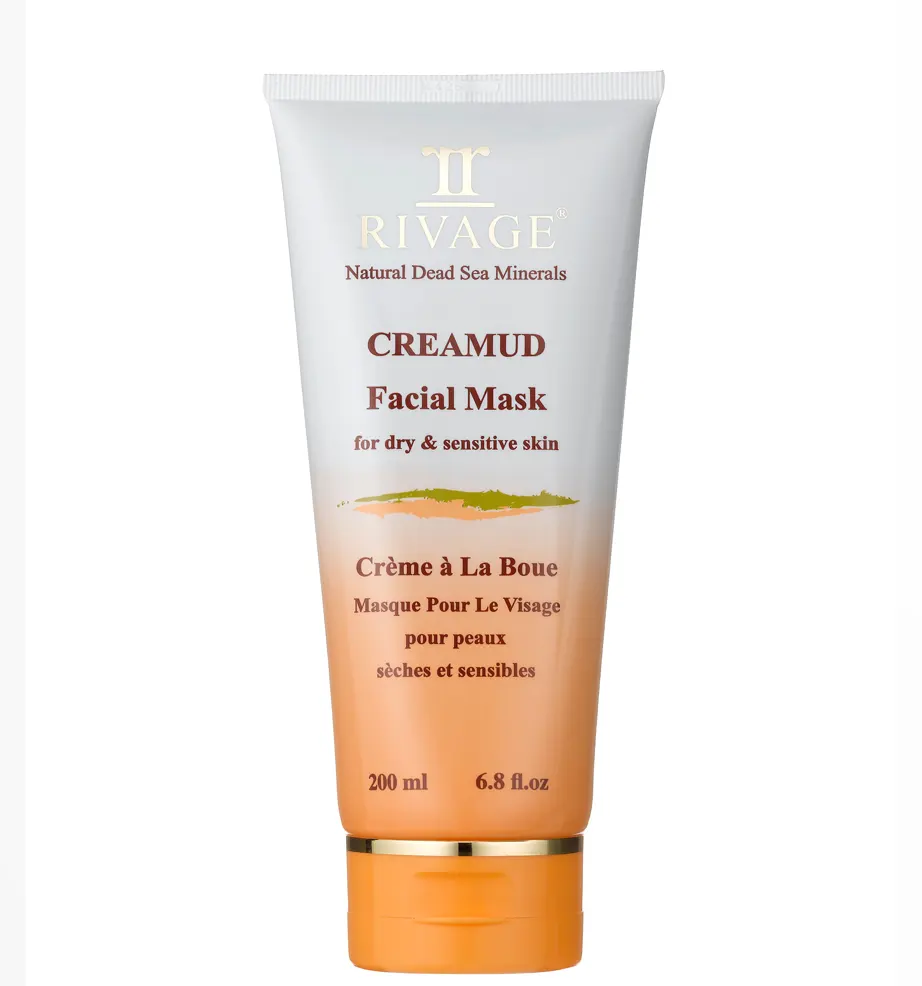 RIVAGE®
Natural Dead Sea Minerals
CREAMUD
Facial Mask
for dry & sensitive skin
Crème à La Boue
Masque Pour Le Visage
pour peaux
sèches et sensibles
200 ml 6.8 fl.oz